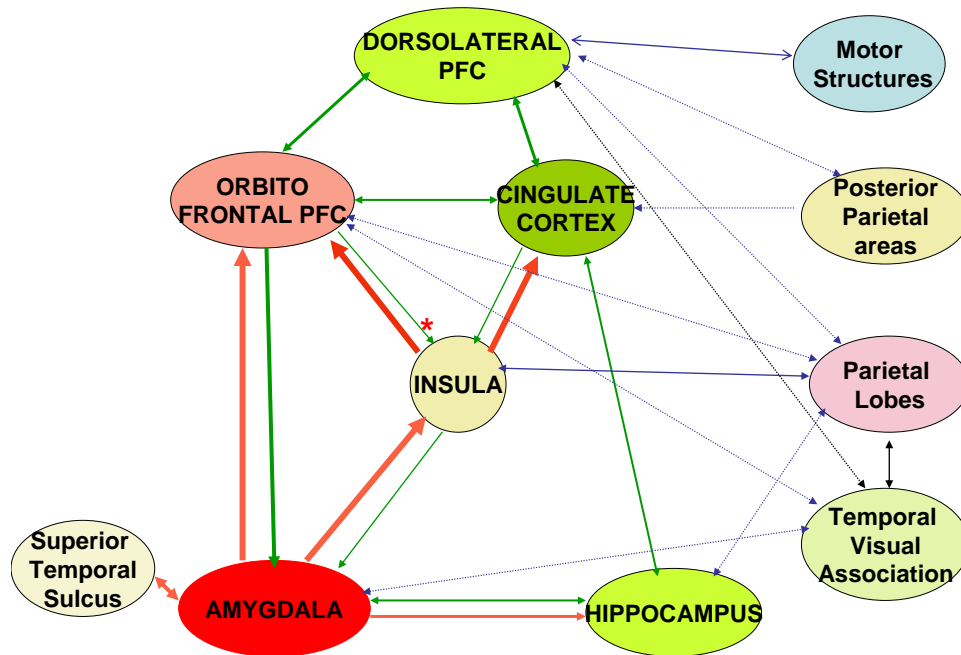 DORSOLATERAL
PFC
Motor
Structures
ORBITO
FRONTAL PFC
CINGULATE
CORTEX
Posterior
Parietal
areas
*
INSULA
Parietal
Lobes
Superior
Temporal
Sulcus
Temporal
Visual
Association
AMYGDALA
HIPPOCAMPUS